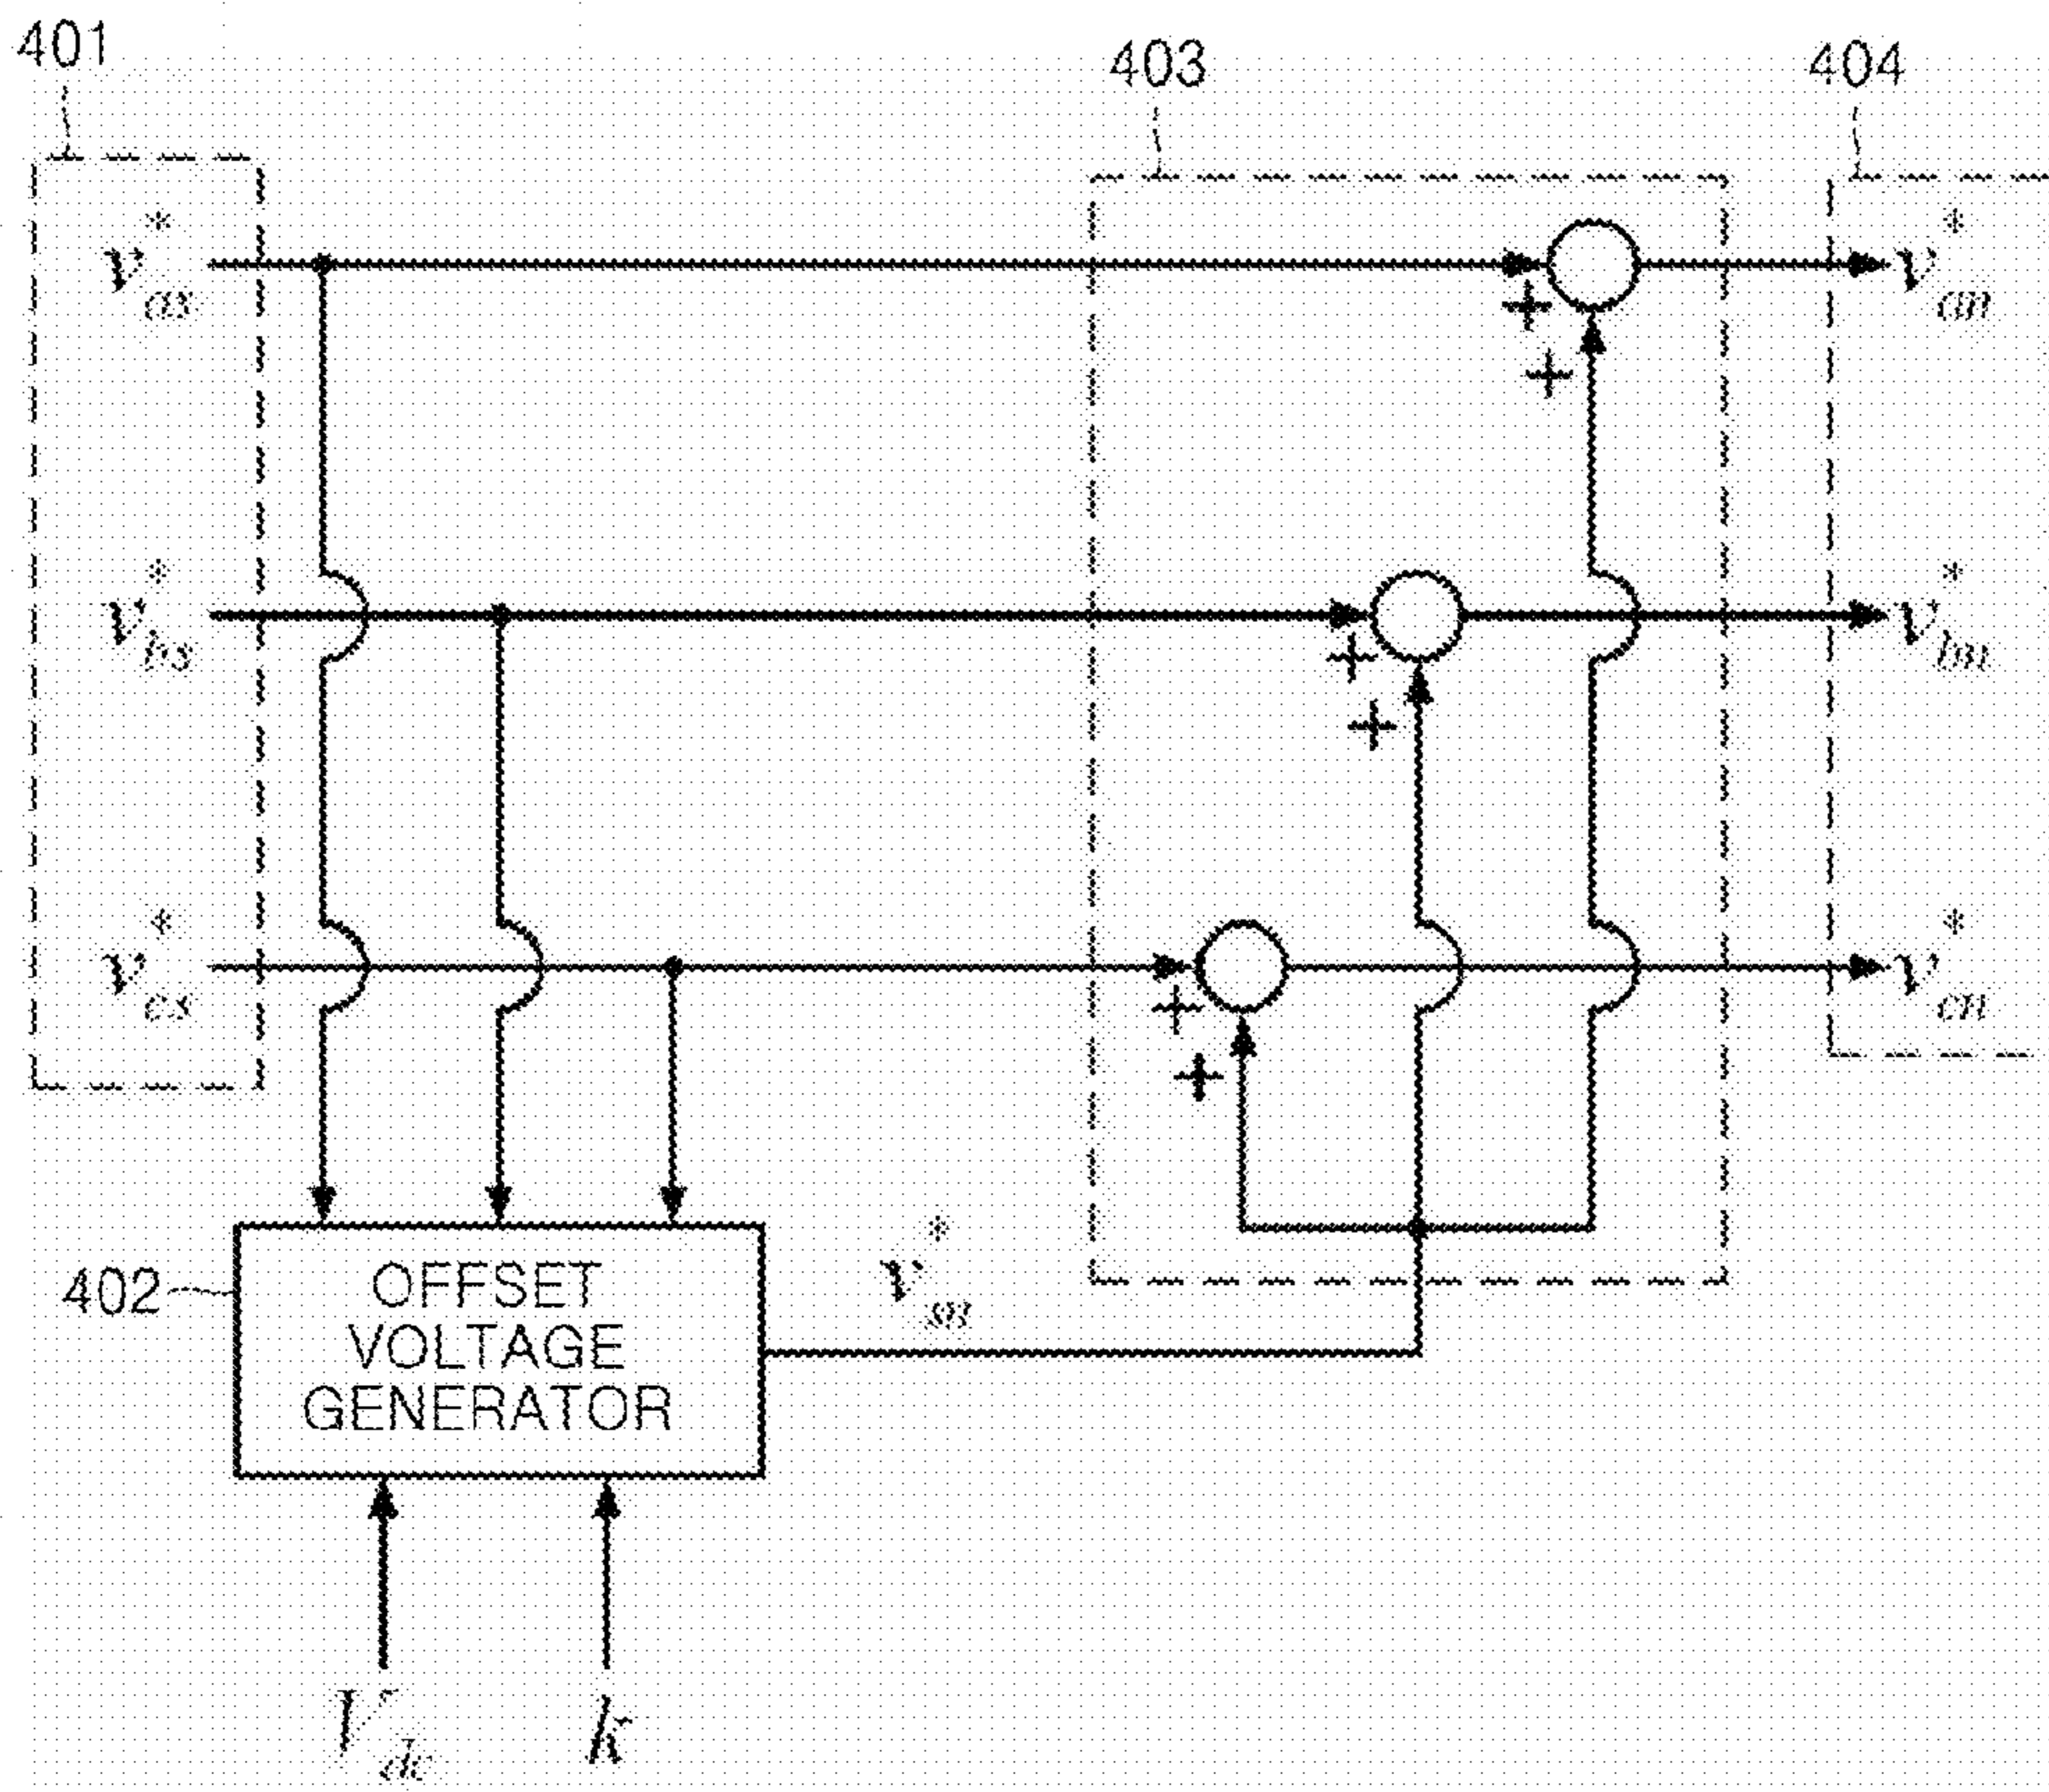 401
403
404
v*as
v*an
+
+
v*bs
v*bn
+
+
v*cs
v*cn
+
+
402
OFFSET
VOLTAGE
GENERATOR
v*sn
Vdc
k